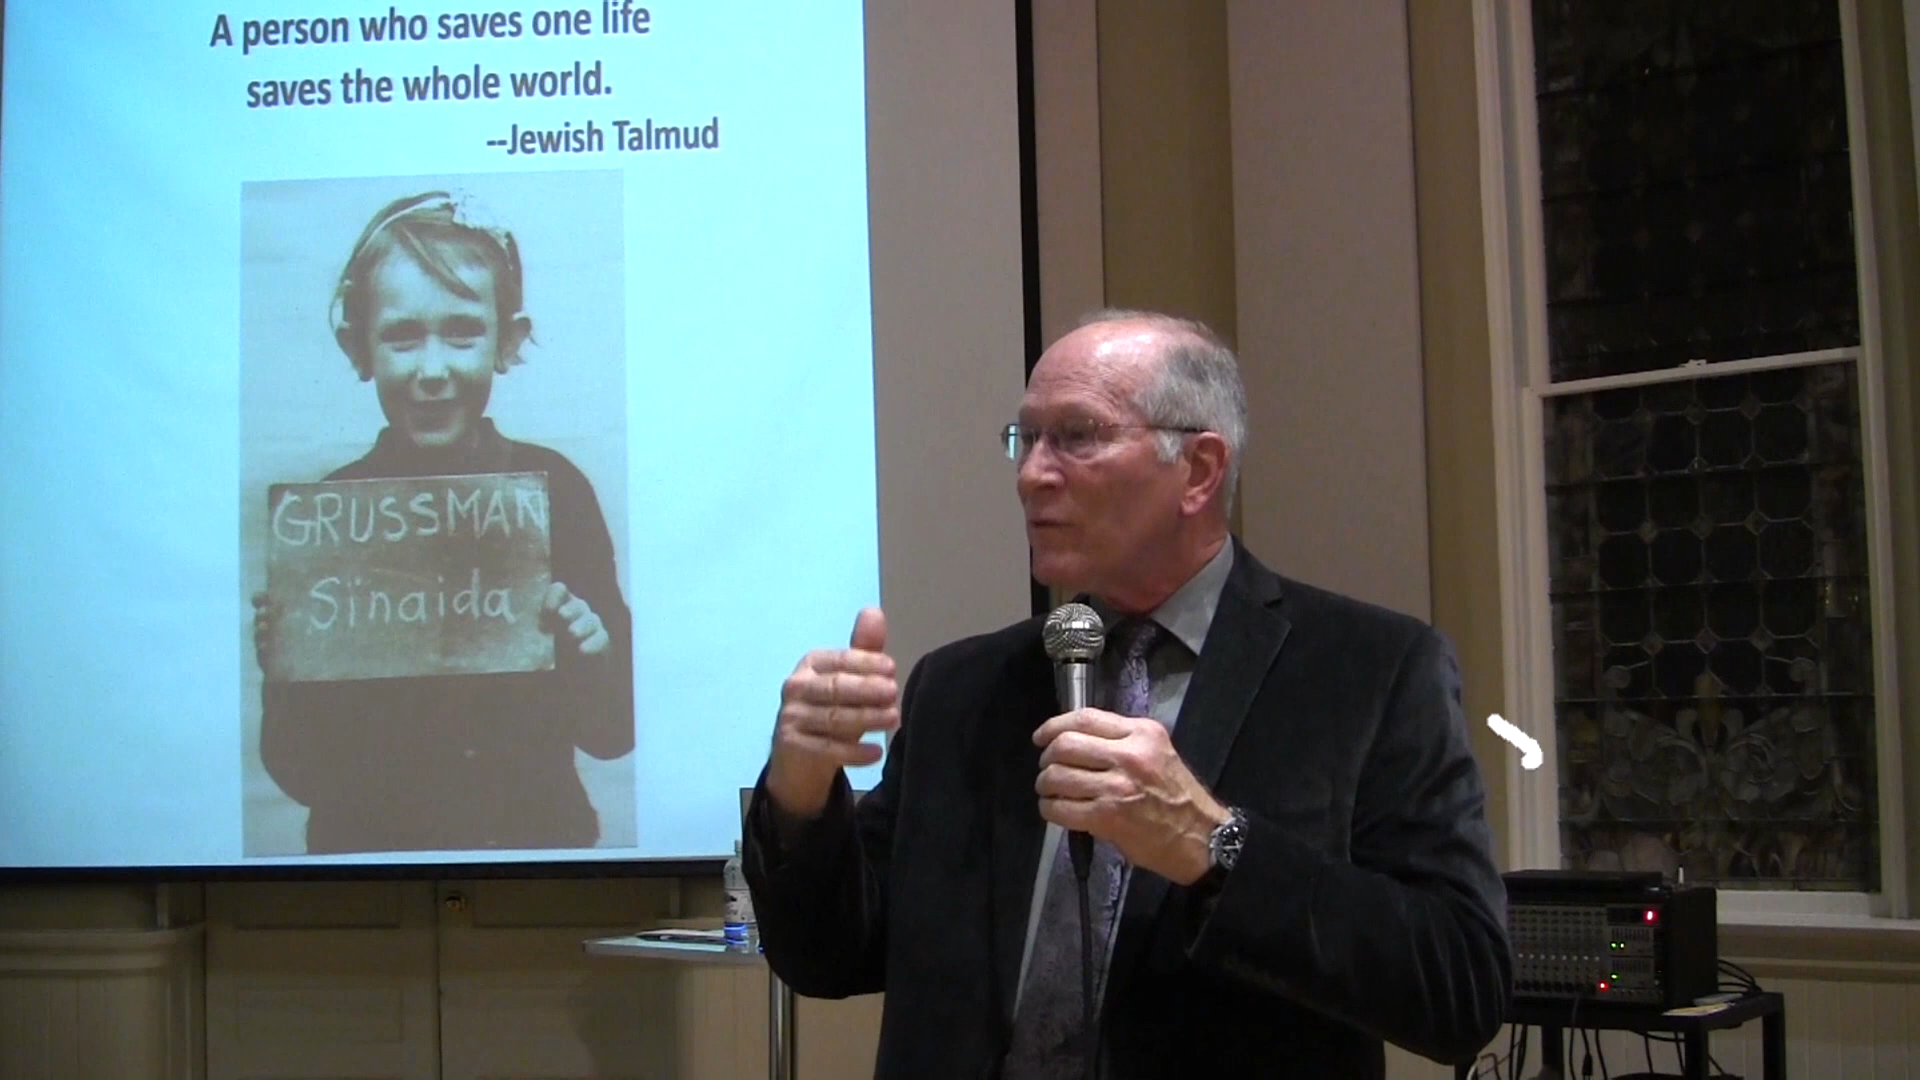 A person who saves one life
saves the whole world.
--Jewish Talmud
GRUSSMAN
Sinaida